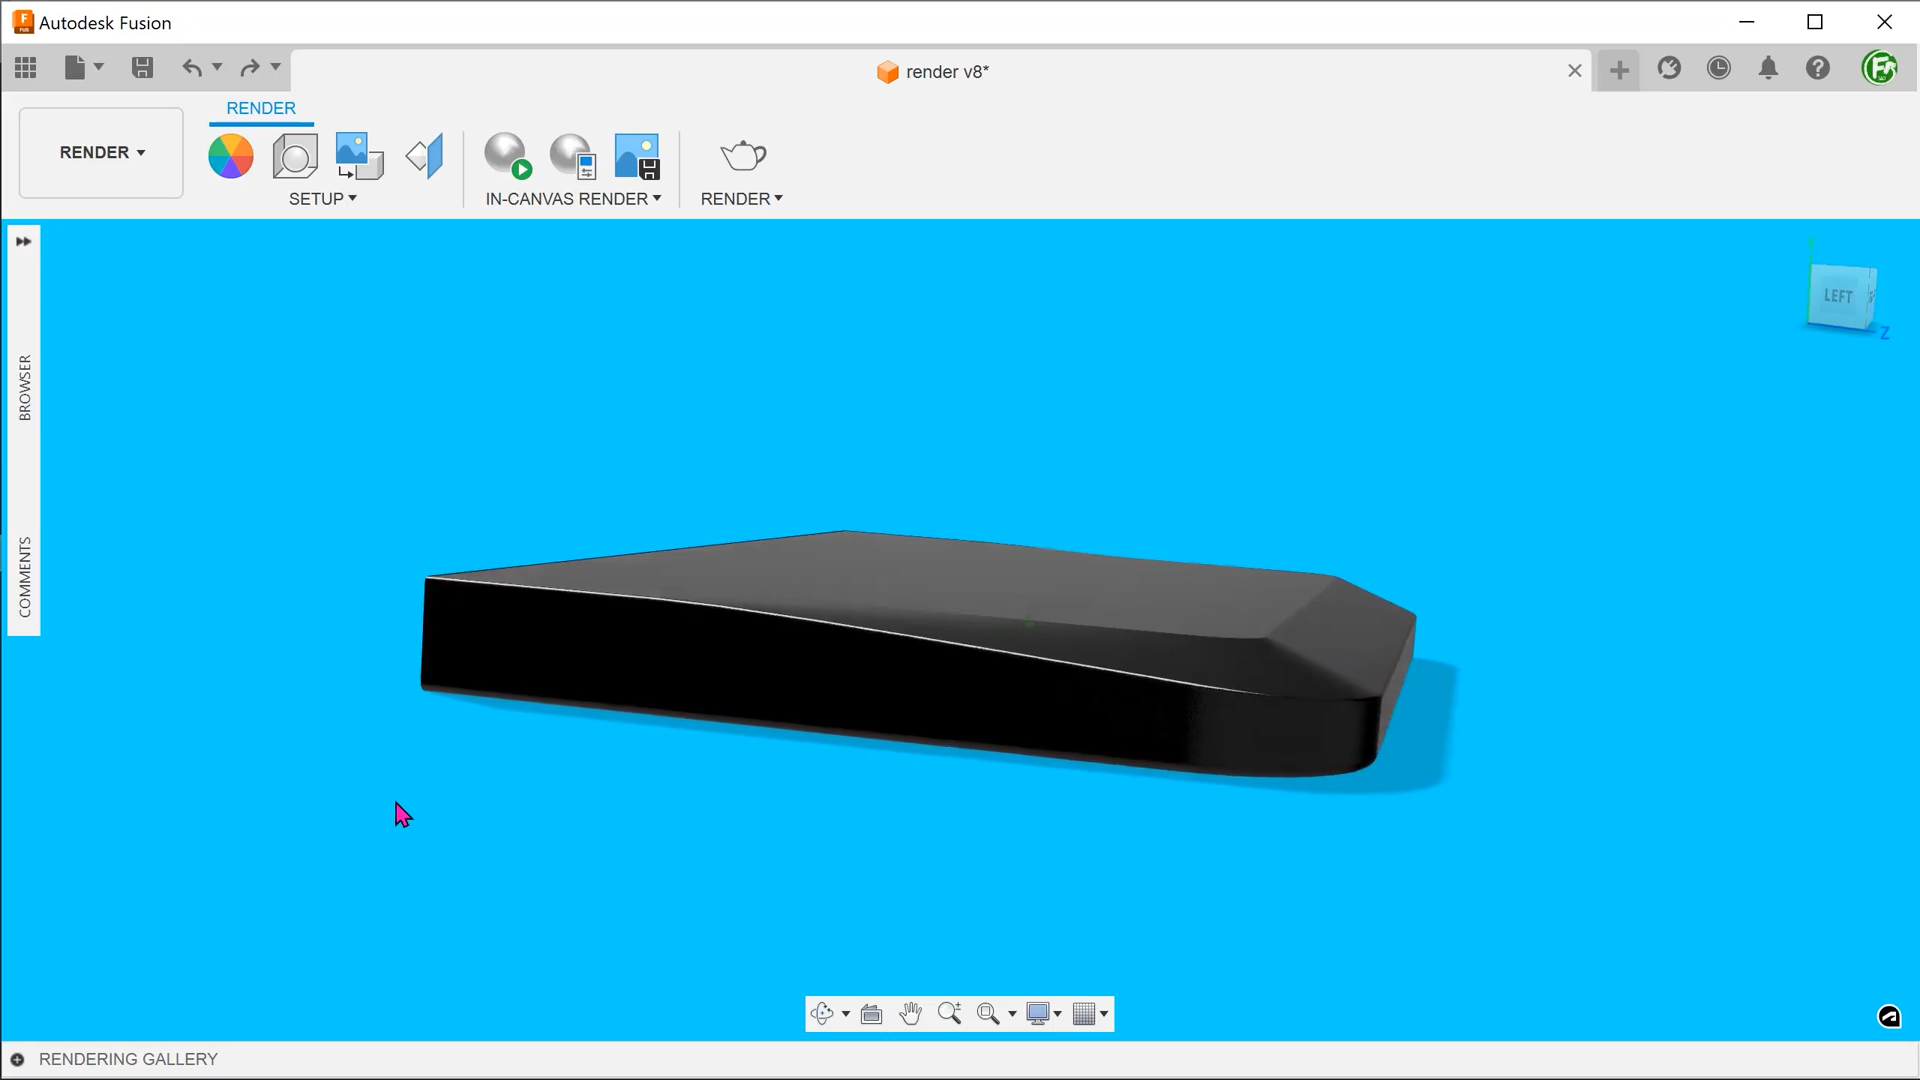 Autodesk Fusion
render v8*
RENDER
RENDER
SETUP
IN-CANVAS RENDER
RENDER
BROWSER
COMMENTS
LEFT
Z
RENDERING GALLERY